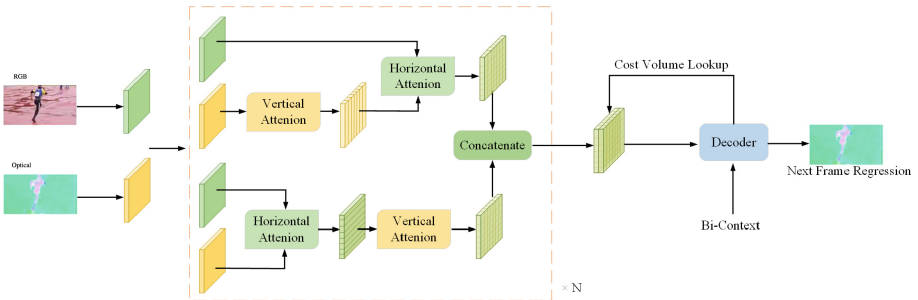 RGB
Optical
Vertical
Attenion
Horizontal
Attenion
Horizontal
Attenion
Vertical
Attenion
Concatenate
× N
Cost Volume Lookup
Decoder
Next Frame Regression
Bi-Context